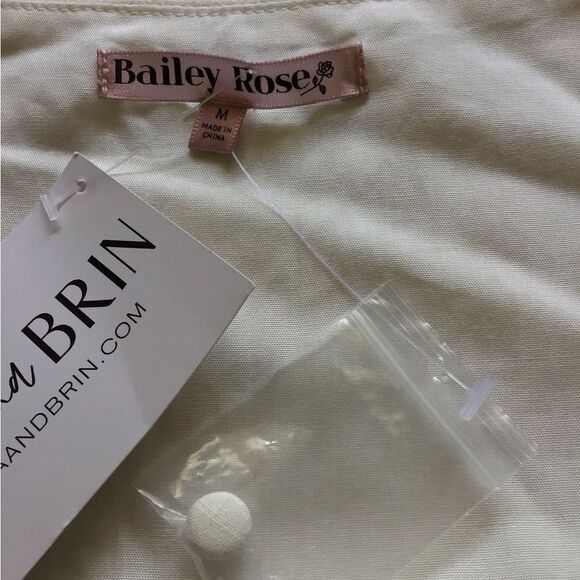 Bailey Rose
M
MADE IN
CHINA
BRIN
AANDBRIN.COM